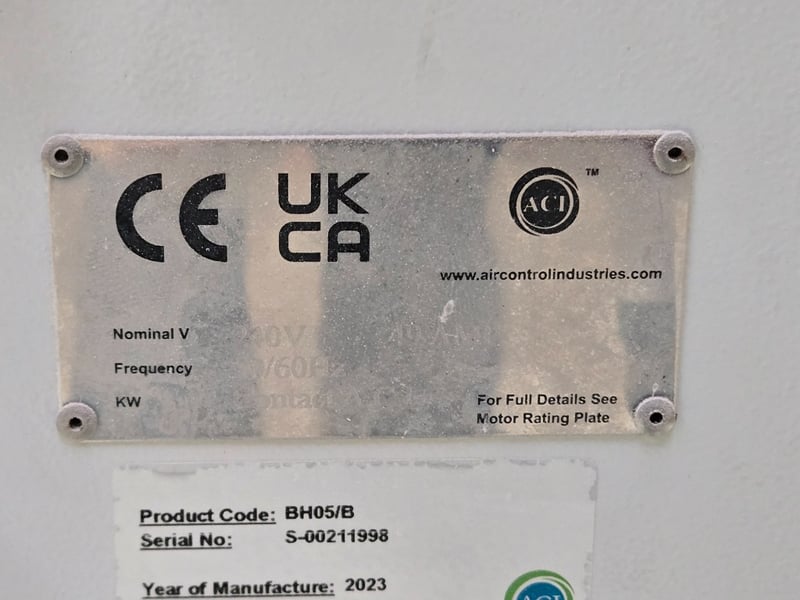 CE
UK
CA
ACI
™
www.aircontrolindustries.com
Nominal V
Frequency
KW
For Full Details See
Motor Rating Plate
Product Code: BH05/B
Serial No: S-00211998
Year of Manufacture: 2023